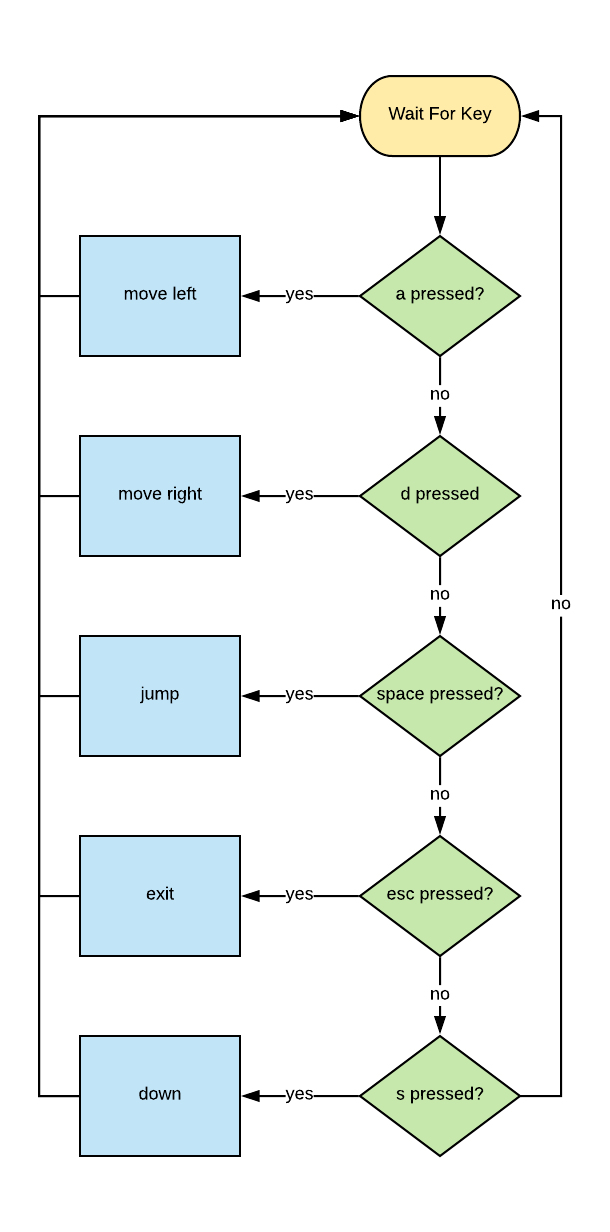 Wait For Key
move left
yes
a pressed?
no
move right
yes
d pressed
no
no
jump
yes
space pressed?
no
exit
yes
esc pressed?
no
down
yes
s pressed?